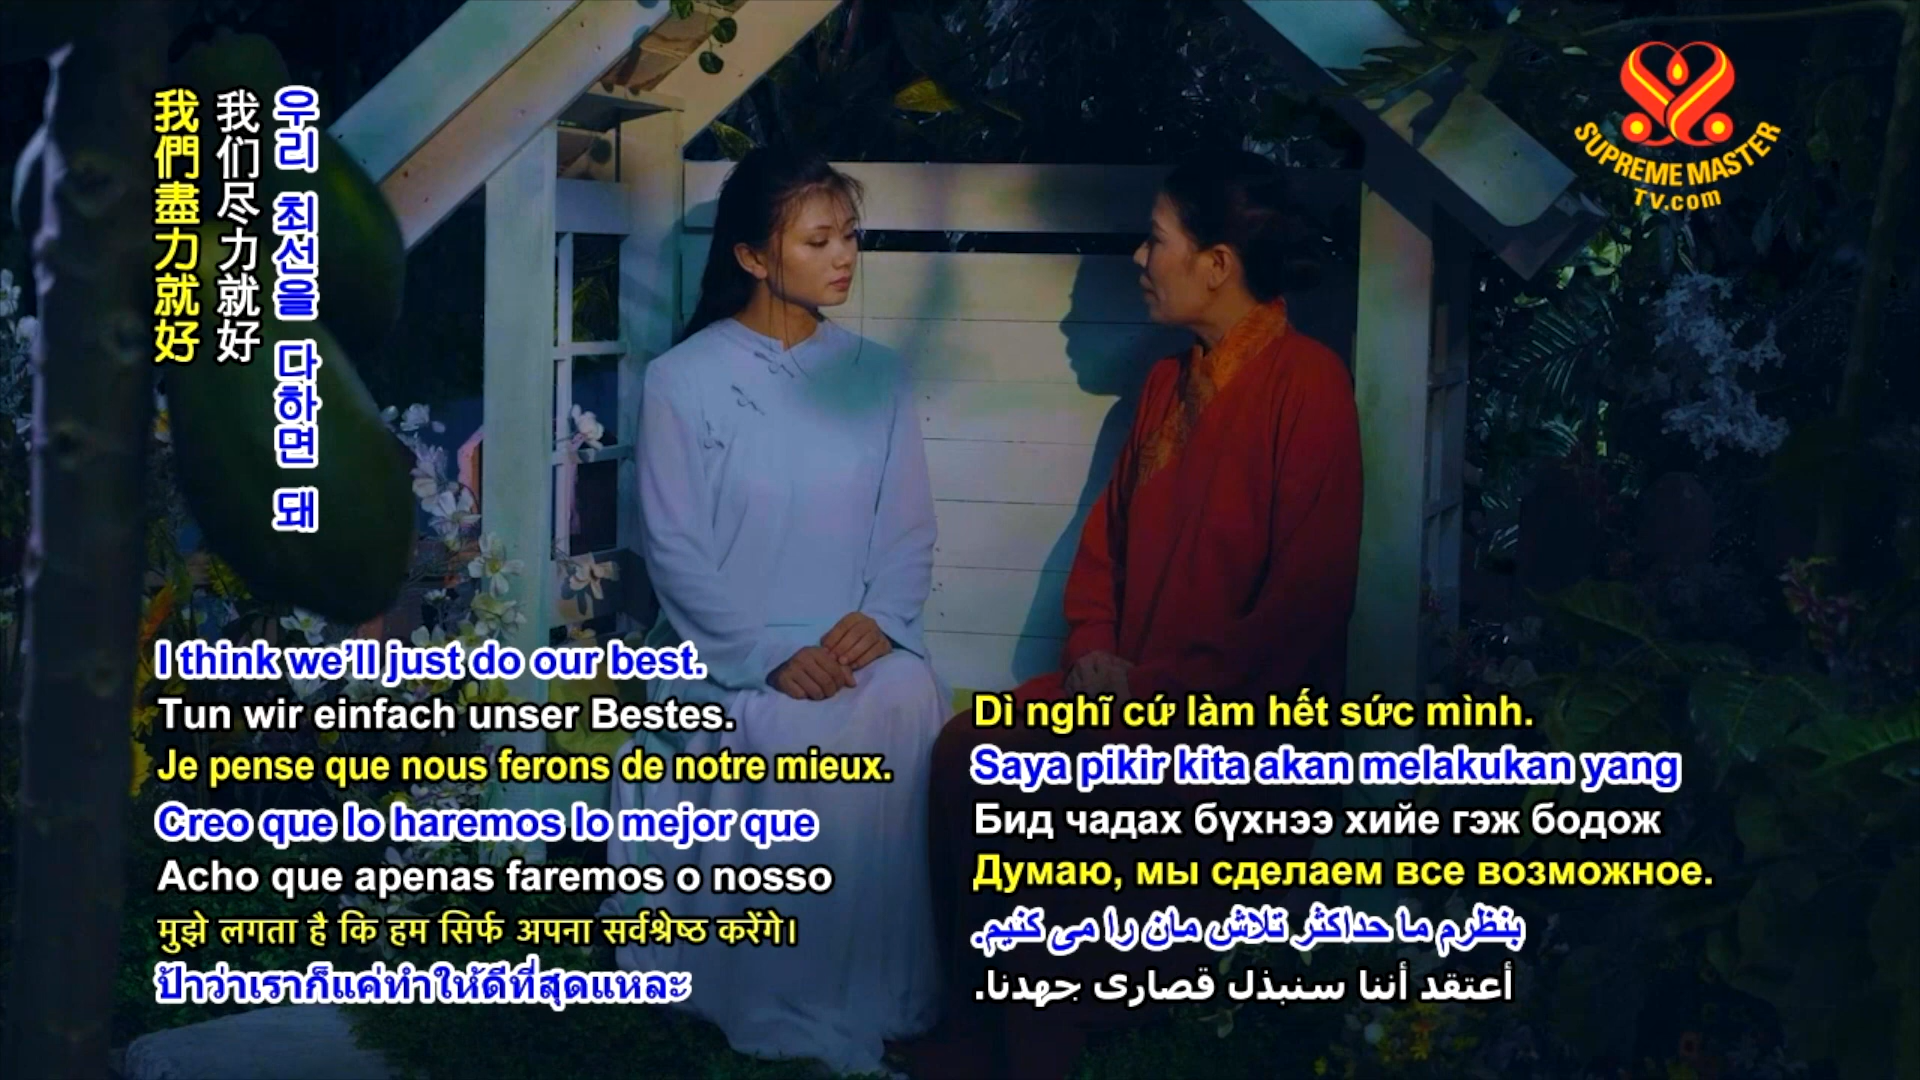 我們盡力就好
我们尽力就好
우리 최선을 다하면 돼
SUPREME MASTER
TV.com
I think we’ll just do our best.
Tun wir einfach unser Bestes.
Je pense que nous ferons de notre mieux.
Creo que lo haremos lo mejor que
Acho que apenas faremos o nosso
मुझे लगता है कि हम सिर्फ अपना सर्वश्रेष्ठ करेंगे।
ป้าว่าเราก็แค่ทำให้ดีที่สุดแหละ
Dì nghĩ cứ làm hết sức mình.
Saya pikir kita akan melakukan yang
Бид чадах бүхнээ хийе гэж бодож
Думаю, мы сделаем все возможное.
بنظرم ما حداکثر تلاش مان را می کنیم.
أعتقد أننا سنبذل قصارى جهدنا.